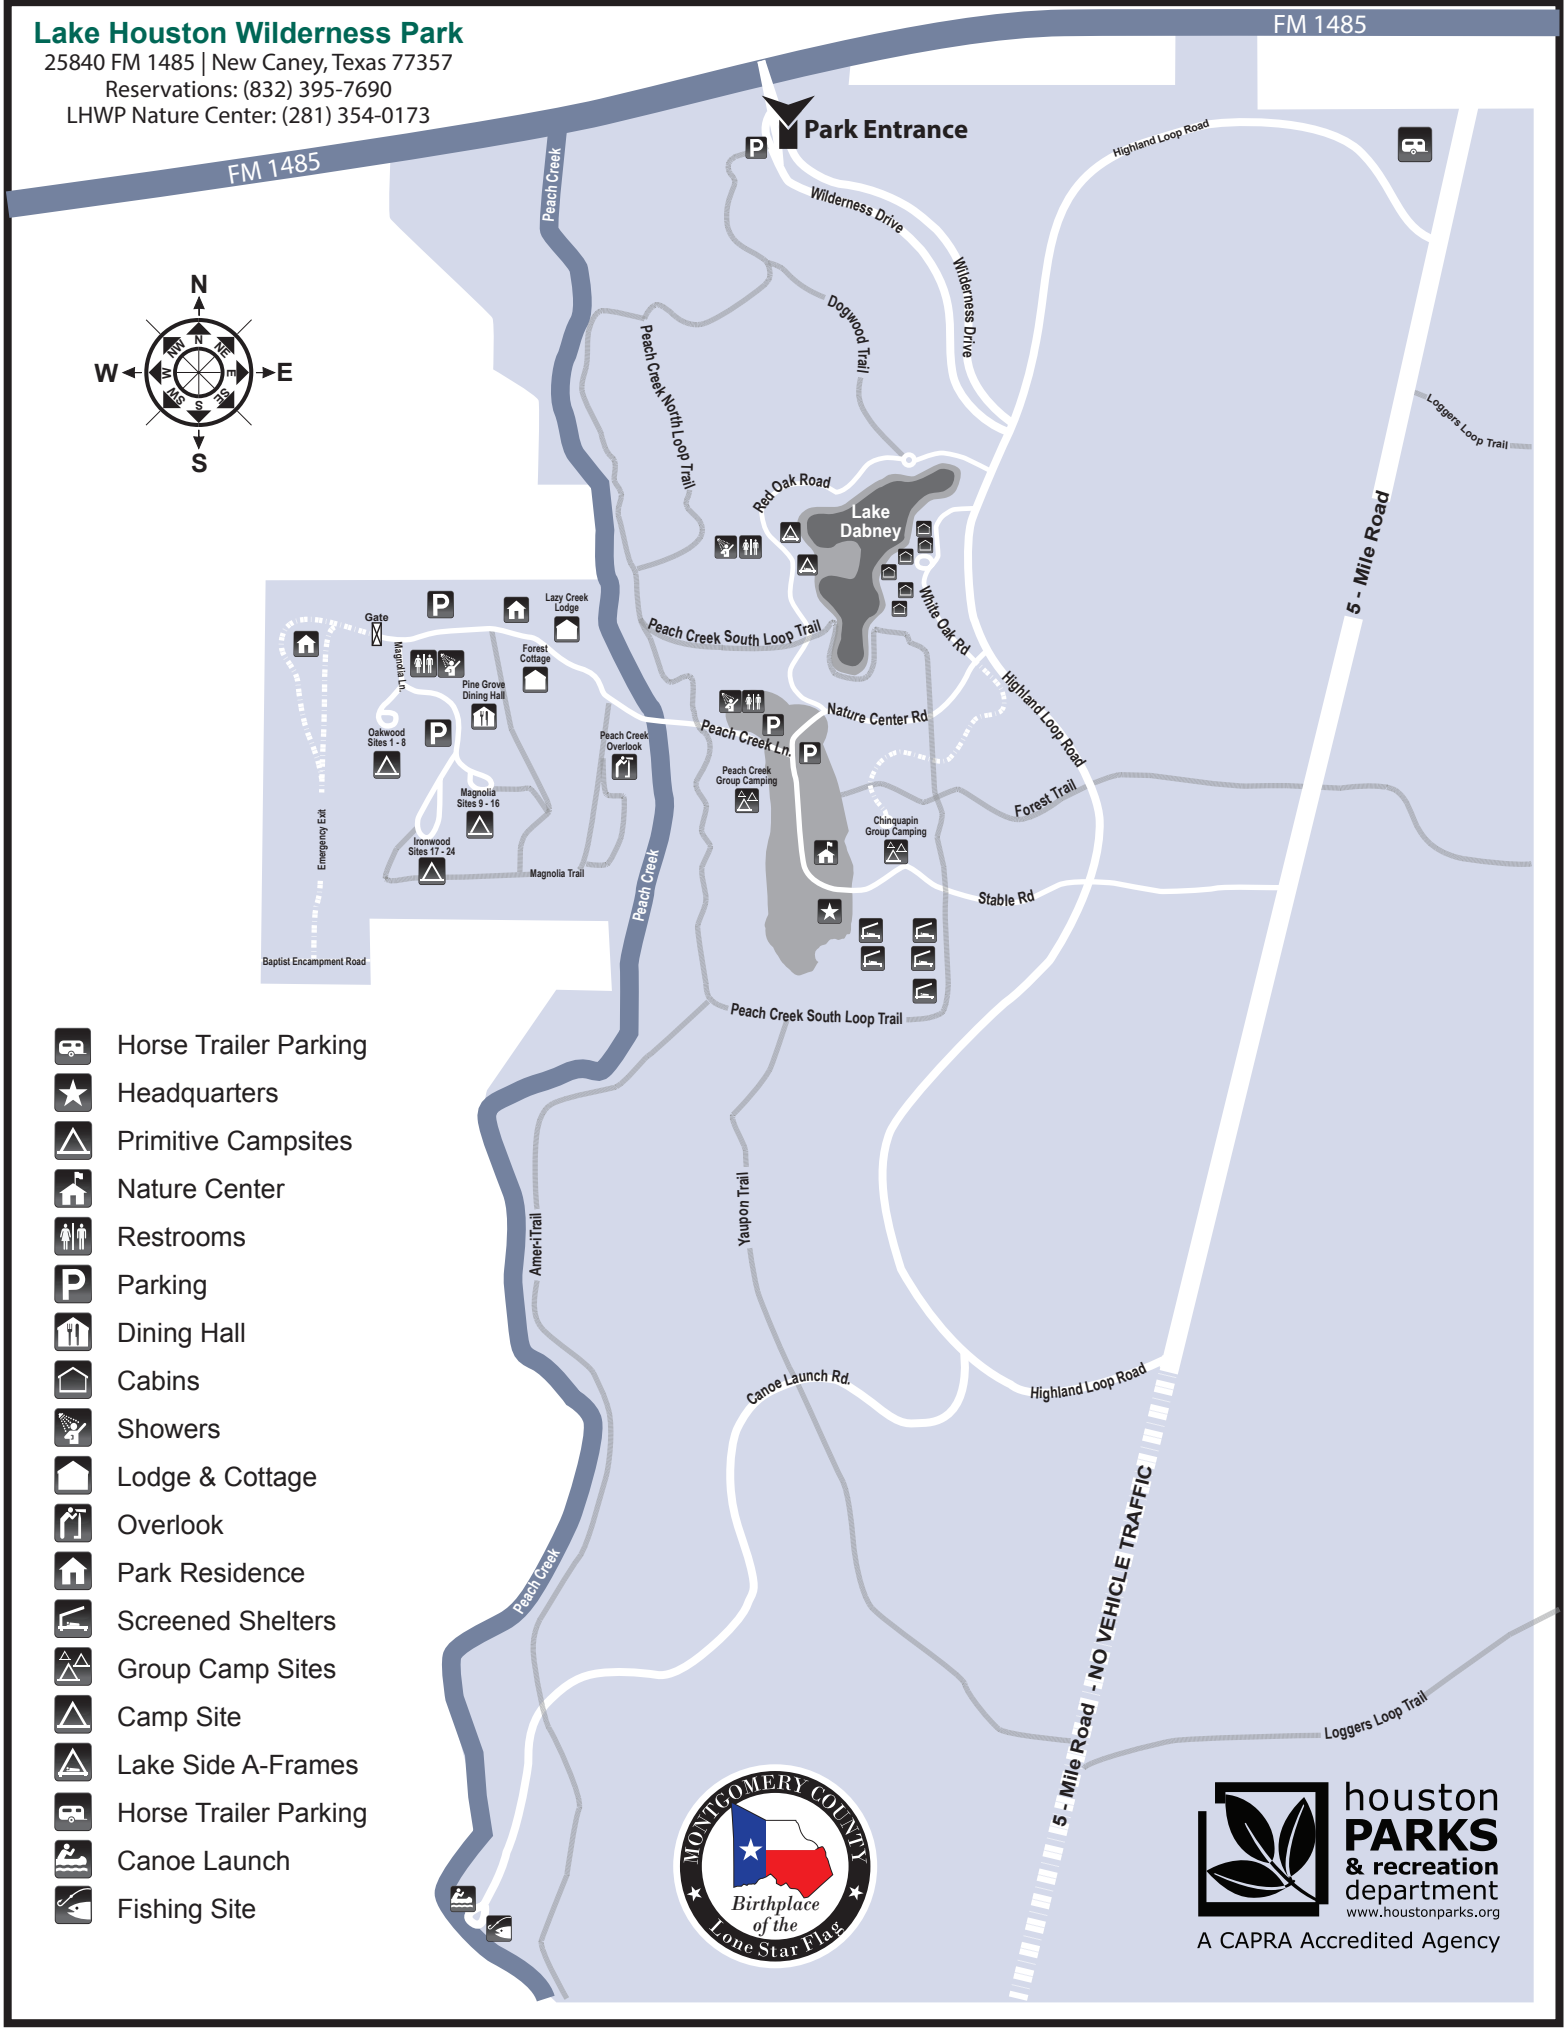 Lake Houston Wilderness Park
25840 FM 1485 | New Caney, Texas 77357
Reservations: (832) 395-7690
LHWP Nature Center: (281) 354-0173
FM 1485
FM 1485
Park Entrance
P
Peach Creek
Highland Loop Road
Wilderness Drive
Wilderness Drive
Dogwood Trail
Peach Creek North Loop Trail
N
NE
E
SE
S
SW
W
NW
N
E
S
W
Loggers Loop Trail
5 - Mile Road
Red Oak Road
Lake
Dabney
White Oak Rd
Peach Creek South Loop Trail
Highland Loop Road
Nature Center Rd
Peach Creek Ln.
P
P
Gate
P
Lazy Creek
Lodge
Forest
Cottage
Magnolia Ln.
Pine Grove
Dining Hall
P
Oakwood
Sites 1 - 8
Magnolia
Sites 9 - 16
Ironwood
Sites 17 - 24
Emergency Exit
Magnolia Trail
Baptist Encampment Road
Peach Creek
Overlook
Peach Creek
Group Camping
Forest Trail
Chinquapin
Group Camping
Stable Rd
Peach Creek
Peach Creek South Loop Trail
Horse Trailer Parking
Headquarters
Primitive Campsites
Nature Center
Restrooms
P
Parking
Dining Hall
Cabins
Showers
Lodge & Cottage
Overlook
Park Residence
Screened Shelters
Group Camp Sites
Camp Site
Lake Side A-Frames
Horse Trailer Parking
Canoe Launch
Fishing Site
Amer-iTrail
Yaupon Trail
Canoe Launch Rd.
Highland Loop Road
Peach Creek
5 - Mile Road - NO VEHICLE TRAFFIC
Loggers Loop Trail
MONTGOMERY COUNTY
Birthplace
of the
Lone Star Flag
houston
PARKS
& recreation
department
www.houstonparks.org
A CAPRA Accredited Agency